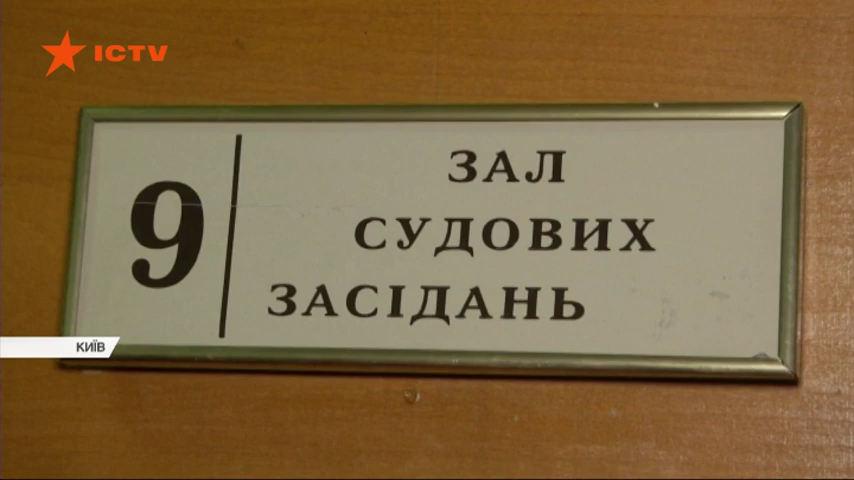 ICTV
9
ЗАЛ
СУДОВИХ
ЗАСІДАНЬ
КИЇВ